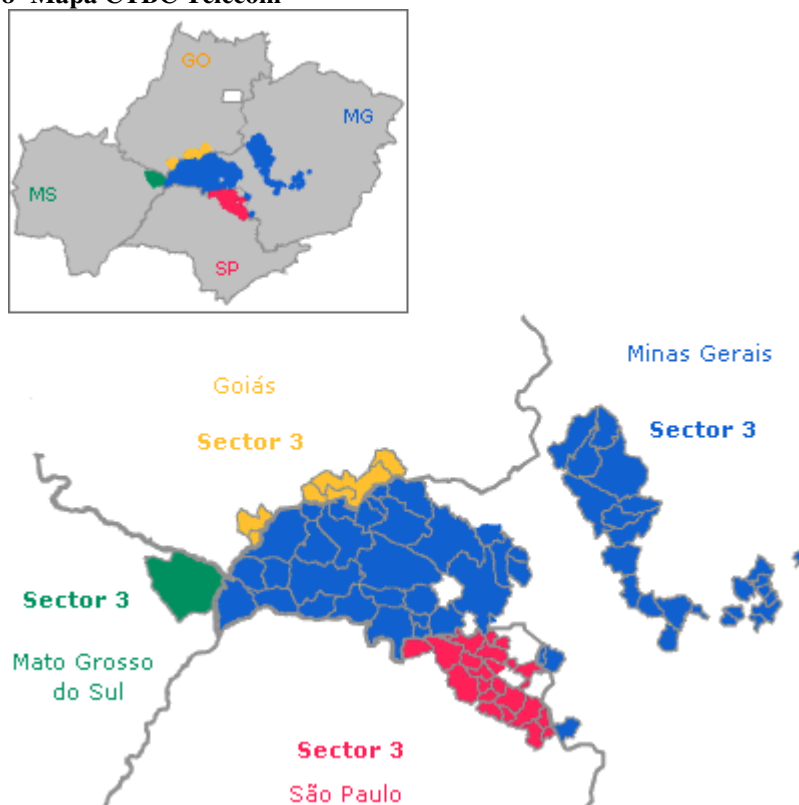 Mapa CTBC Telecom
GO
MG
MS
SP
Minas Gerais
Goiás
Sector 3
Sector 3
Sector 3
Mato Grosso
do Sul
Sector 3
São Paulo